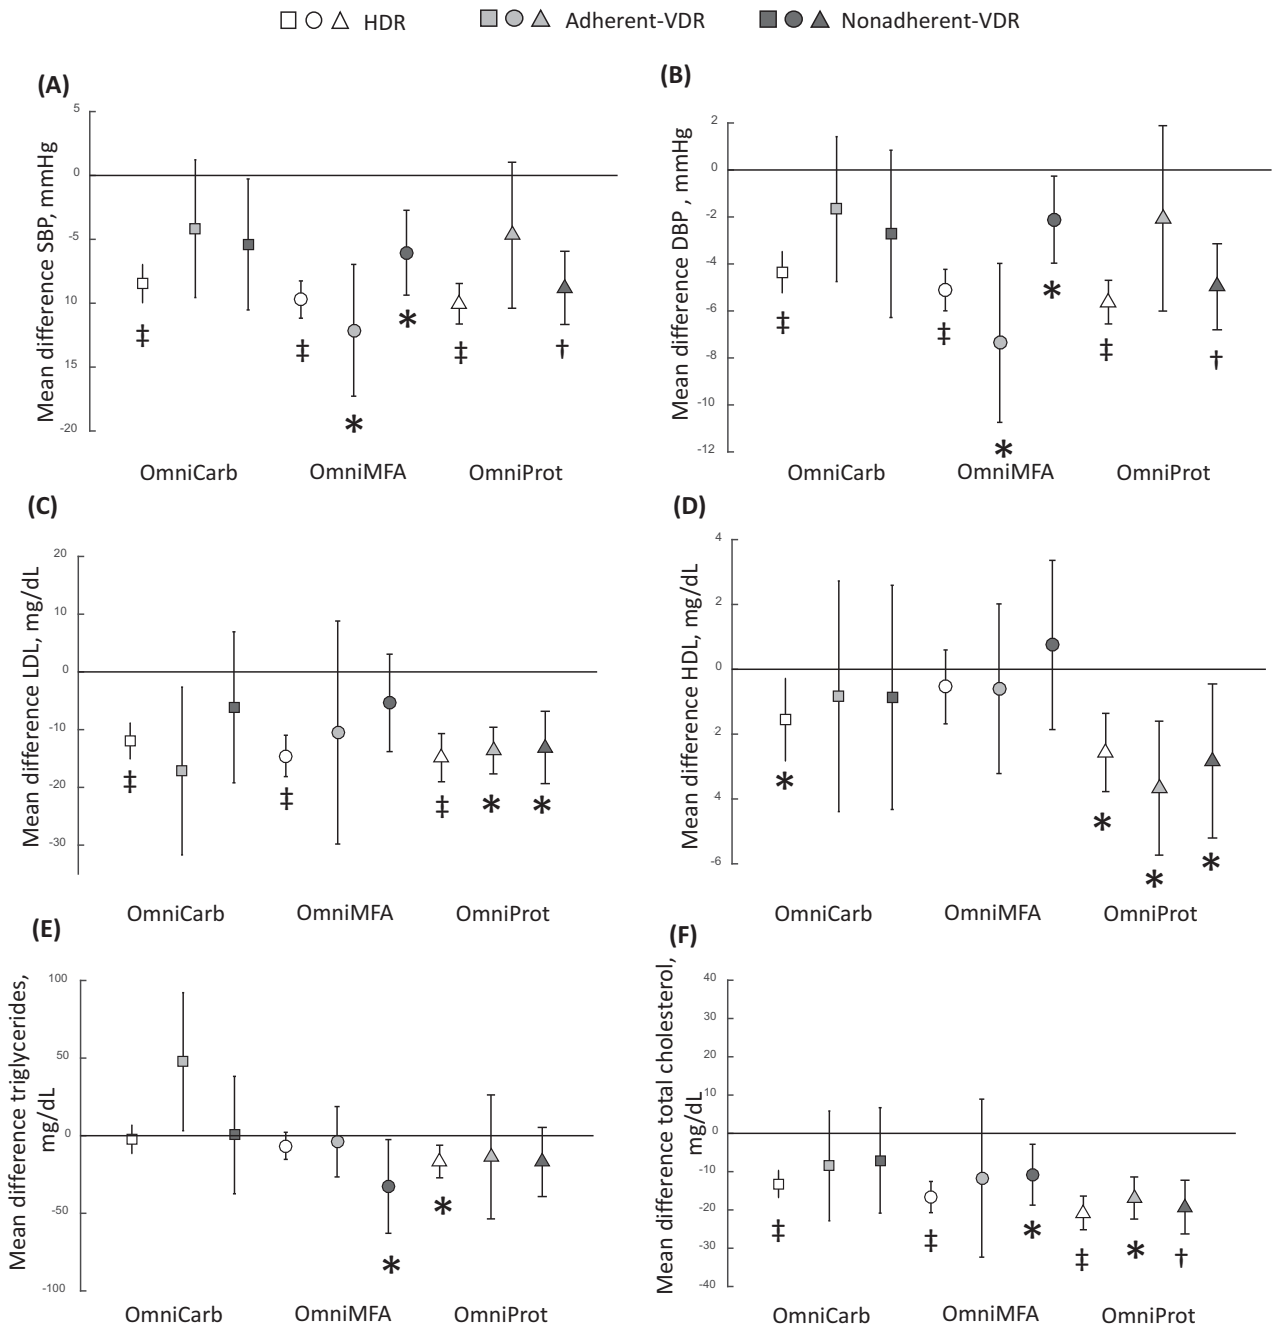 HDR Adherent-VDR Nonadherent-VDR
(A)
5
0
-5
10
15
-20
Mean difference SBP, mmHg
‡ ‡ * * ‡ †
OmniCarb OmniMFA OmniProt
(B)
2
0
-2
-4
-6
-8
-10
-12
Mean difference DBP , mmHg
‡ ‡ * * ‡ †
OmniCarb OmniMFA OmniProt
(C)
20
10
0
-10
-20
-30
Mean difference LDL, mg/dL
‡ ‡ ‡ * *
OmniCarb OmniMFA OmniProt
(D)
4
2
0
2
4
-6
Mean difference HDL, mg/dL
* * * *
OmniCarb OmniMFA OmniProt
(E)
100
50
0
-50
-100
Mean difference triglycerides,
mg/dL
* *
OmniCarb OmniMFA OmniProt
(F)
40
30
20
10
0
-10
-20
-30
-40
Mean difference total cholesterol,
mg/dL
‡ ‡ * ‡ * †
OmniCarb OmniMFA OmniProt